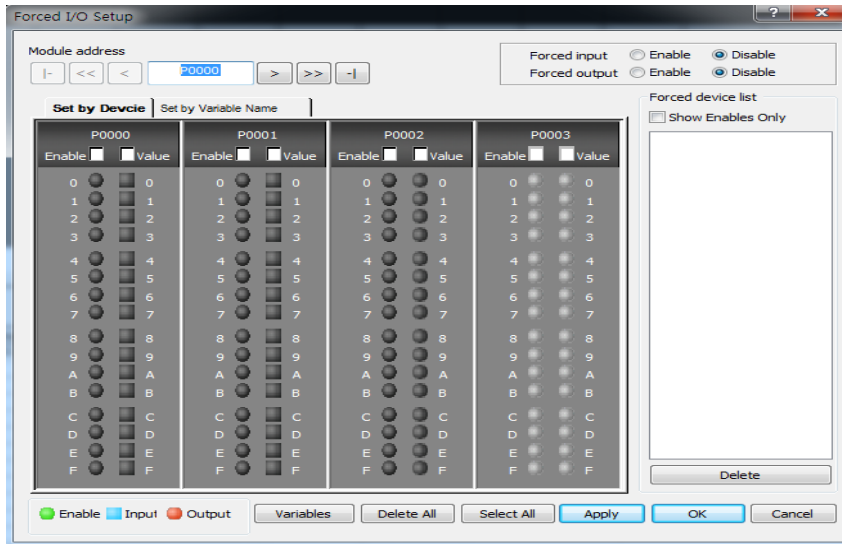 Forced I/O Setup
Module address
|- << < P0000 > >> -|
Forced input Enable Disable
Forced output Enable Disable
Set by Devcie Set by Variable Name
P0000 P0001 P0002 P0003
Enable Value Enable Value Enable Value Enable Value
0 0 0 0 0 0 0 0
1 1 1 1 1 1 1 1
2 2 2 2 2 2 2 2
3 3 3 3 3 3 3 3
4 4 4 4 4 4 4 4
5 5 5 5 5 5 5 5
6 6 6 6 6 6 6 6
7 7 7 7 7 7 7 7
8 8 8 8 8 8 8 8
9 9 9 9 9 9 9 9
A A A A A A A A
B B B B B B B B
C C C C C C C C
D D D D D D D D
E E E E E E E E
F F F F F F F F
Forced device list
Show Enables Only
Delete
Enable Input Output Variables Delete All Select All Apply OK Cancel